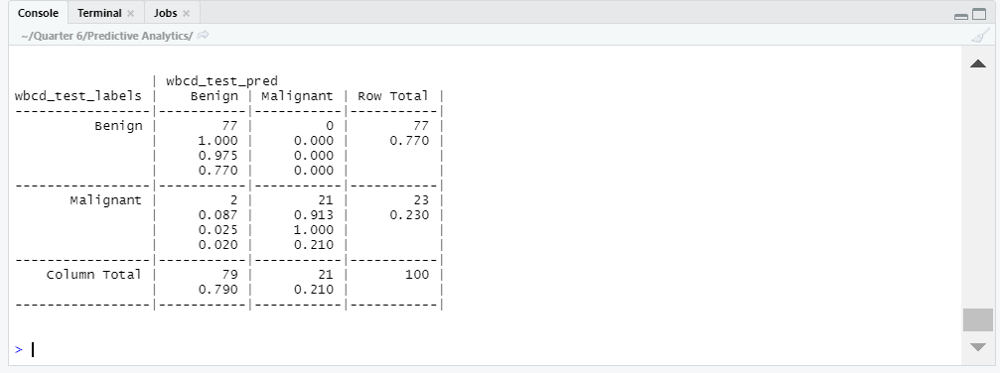 Console Terminal × Jobs ×
~/Quarter 6/Predictive Analytics/
| wbcd_test_pred
wbcd_test_labels | Benign | Malignant | Row Total |
-----------------|-----------|-----------|-----------|
Benign | 77 | 0 | 77 |
| 1.000 | 0.000 | 0.770 |
| 0.975 | 0.000 | |
| 0.770 | 0.000 | |
-----------------|-----------|-----------|-----------|
Malignant | 2 | 21 | 23 |
| 0.087 | 0.913 | 0.230 |
| 0.025 | 1.000 | |
| 0.020 | 0.210 | |
-----------------|-----------|-----------|-----------|
Column Total | 79 | 21 | 100 |
| 0.790 | 0.210 | |
-----------------|-----------|-----------|-----------|
>